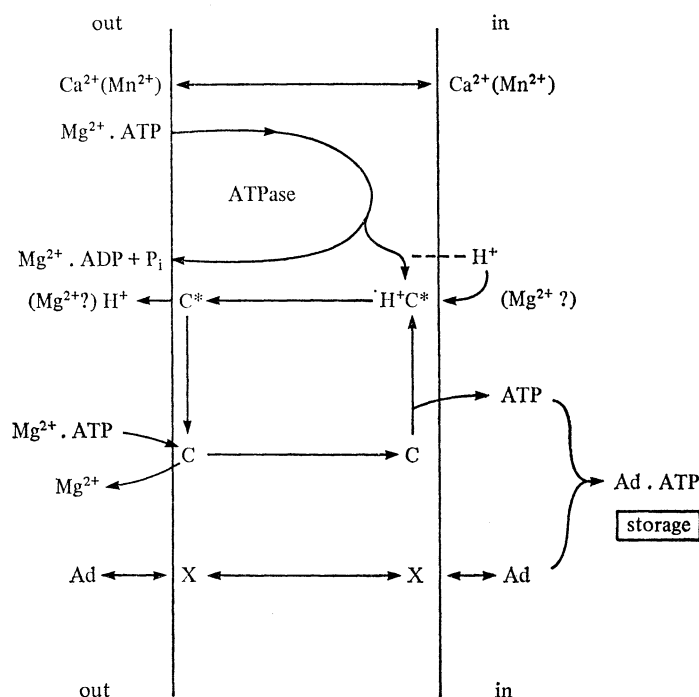 out in
Ca²⁺(Mn²⁺) Ca²⁺(Mn²⁺)
Mg²⁺ . ATP
ATPase
Mg²⁺ . ADP + Pᵢ H⁺
(Mg²⁺?) H⁺ C* H⁺C* (Mg²⁺ ?)
ATP
Mg²⁺ . ATP
C C
Mg²⁺
Ad . ATP
storage
Ad X X Ad
out in